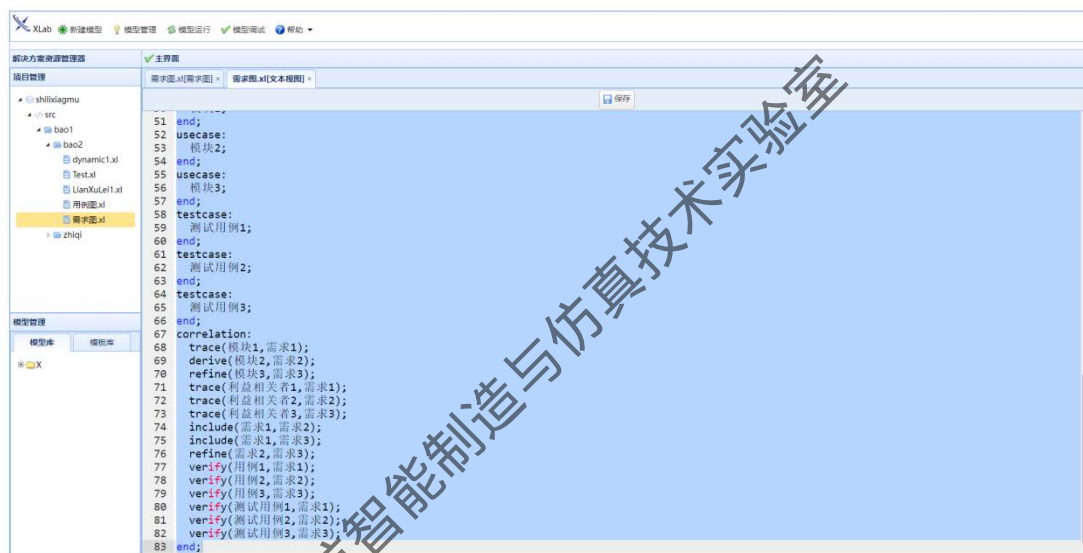 XLab 新建模型 模型管理 模型运行 模型调试 帮助
解决方案资源管理器
主界面
项目管理
需求图.xl[需求图] ×
需求图.xl[文本视图] ×
保存
shilixiagmu
src
bao1
bao2
dynamic1.xl
Test.xl
LianXuLei1.xl
用例图.xl
需求图.xl
zhiqi
模型管理
模型库 模板库
X
51 end;
52 usecase:
53 模块2;
54 end;
55 usecase:
56 模块3;
57 end;
58 testcase:
59 测试用例1;
60 end;
61 testcase:
62 测试用例2;
63 end;
64 testcase:
65 测试用例3;
66 end;
67 correlation:
68 trace(模块1,需求1);
69 derive(模块2,需求2);
70 refine(模块3,需求3);
71 trace(利益相关者1,需求1);
72 trace(利益相关者2,需求2);
73 trace(利益相关者3,需求3);
74 include(需求1,需求2);
75 include(需求1,需求3);
76 refine(需求2,需求3);
77 verify(用例1,需求1);
78 verify(用例2,需求2);
79 verify(用例3,需求3);
80 verify(测试用例1,需求1);
81 verify(测试用例2,需求2);
82 verify(测试用例3,需求3);
83 end;
智能制造与仿真技术实验室